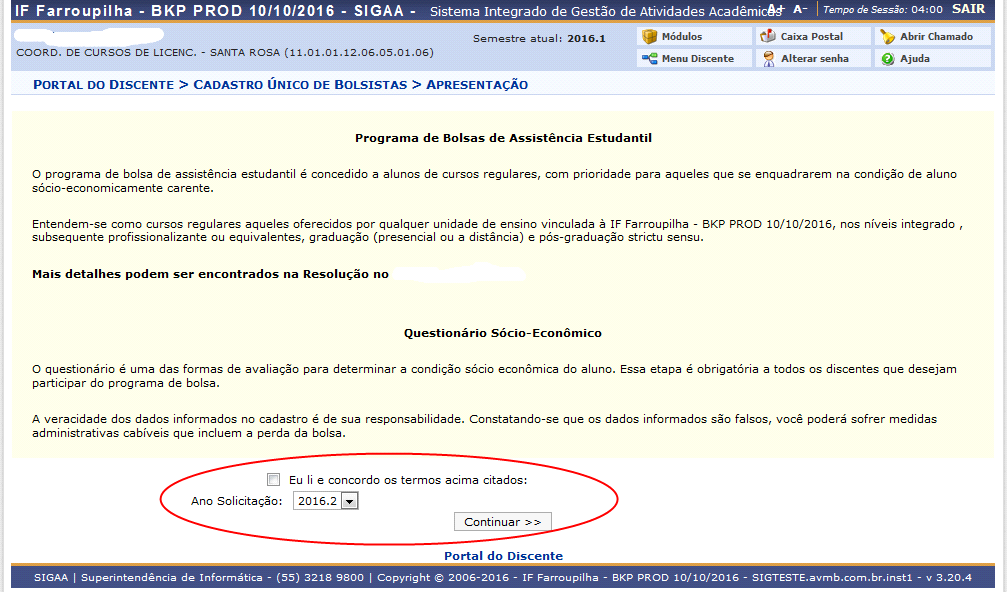 IF Farroupilha - BKP PROD 10/10/2016 - SIGAA - Sistema Integrado de Gestão de Atividades Acadêmicas A+ A- Tempo de Sessão: 04:00 SAIR
Semestre atual: 2016.1 Módulos Caixa Postal Abrir Chamado
COORD. DE CURSOS DE LICENC. - SANTA ROSA (11.01.01.12.06.05.01.06) Menu Discente Alterar senha Ajuda
PORTAL DO DISCENTE > CADASTRO ÚNICO DE BOLSISTAS > APRESENTAÇÃO
Programa de Bolsas de Assistência Estudantil
O programa de bolsa de assistência estudantil é concedido a alunos de cursos regulares, com prioridade para aqueles que se enquadrarem na condição de aluno
sócio-economicamente carente.
Entendem-se como cursos regulares aqueles oferecidos por qualquer unidade de ensino vinculada à IF Farroupilha - BKP PROD 10/10/2016, nos níveis integrado ,
subsequente profissionalizante ou equivalentes, graduação (presencial ou a distância) e pós-graduação strictu sensu.
Mais detalhes podem ser encontrados na Resolução no
Questionário Sócio-Econômico
O questionário é uma das formas de avaliação para determinar a condição sócio econômica do aluno. Essa etapa é obrigatória a todos os discentes que desejam
participar do programa de bolsa.
A veracidade dos dados informados no cadastro é de sua responsabilidade. Constatando-se que os dados informados são falsos, você poderá sofrer medidas
administrativas cabíveis que incluem a perda da bolsa.
Eu li e concordo os termos acima citados:
Ano Solicitação: 2016.2
Continuar >>
Portal do Discente
SIGAA | Superintendência de Informática - (55) 3218 9800 | Copyright © 2006-2016 - IF Farroupilha - BKP PROD 10/10/2016 - SIGTESTE.avmb.com.br.inst1 - v 3.20.4